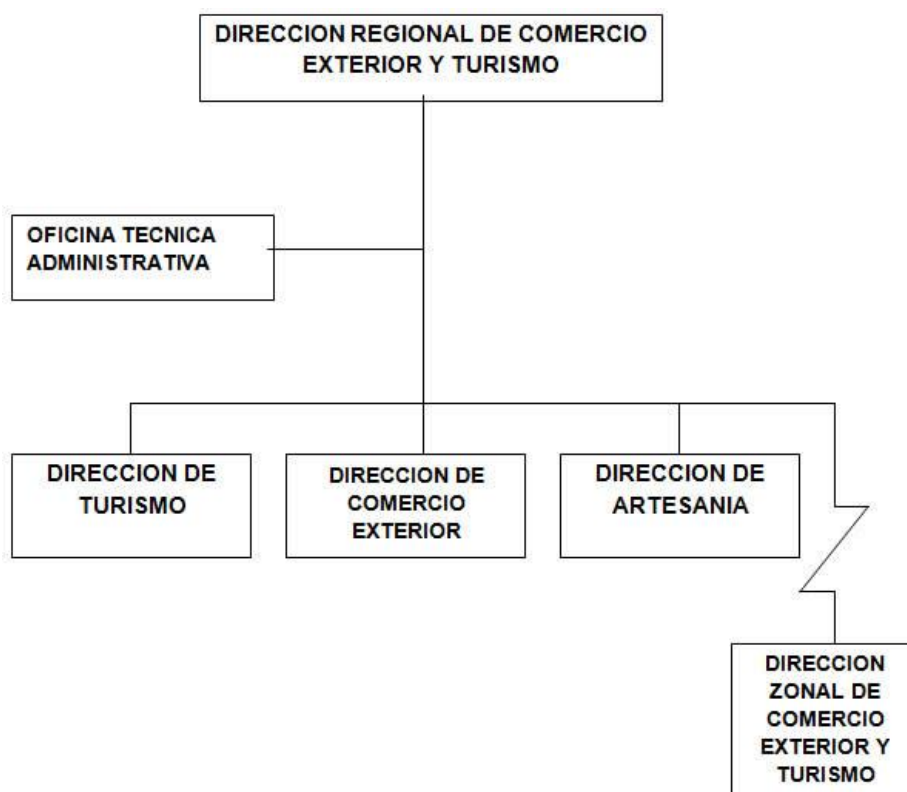 DIRECCION REGIONAL DE COMERCIO
EXTERIOR Y TURISMO
OFICINA TECNICA
ADMINISTRATIVA
DIRECCION DE
TURISMO
DIRECCION DE
COMERCIO
EXTERIOR
DIRECCION DE
ARTESANIA
DIRECCION
ZONAL DE
COMERCIO
EXTERIOR Y
TURISMO